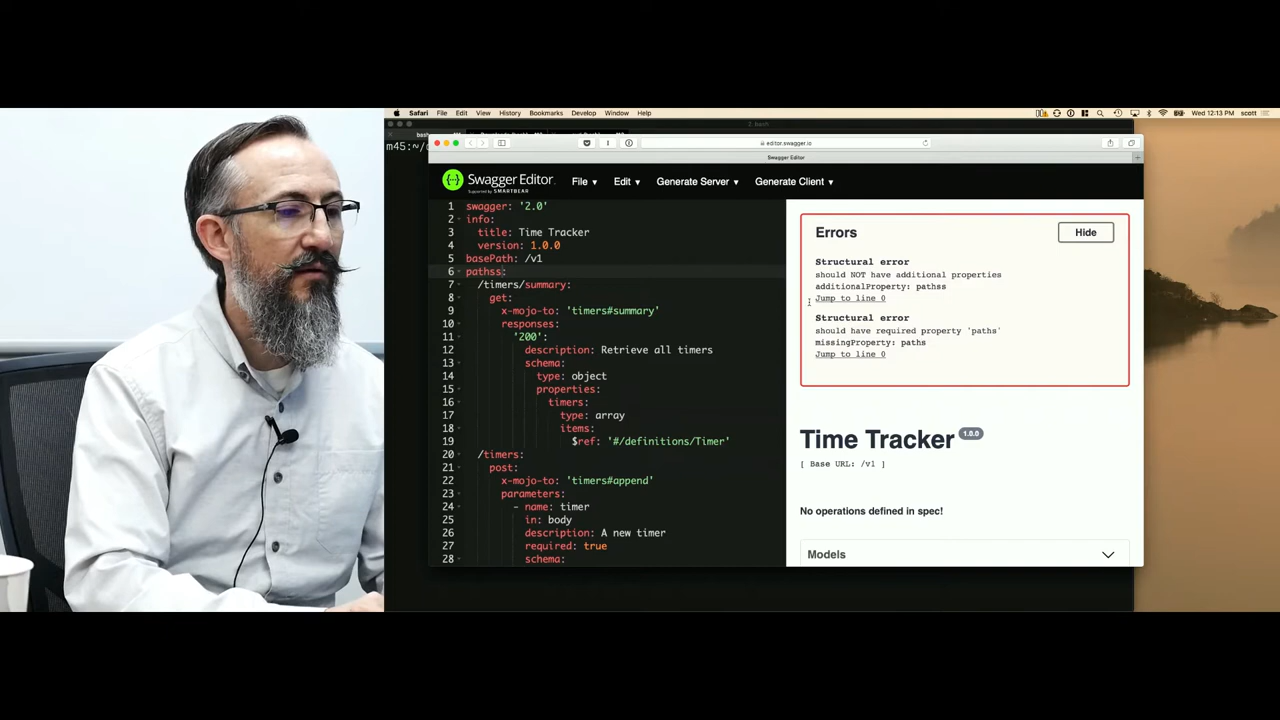 Safari File Edit View History Bookmarks Develop Window Help
Wed 12:13 PM scott
2. bash
m45:~/
editor.swagger.io
Swagger Editor
Swagger Editor.
Supported by SMARTBEAR
File ▾ Edit ▾ Generate Server ▾ Generate Client ▾
1 swagger: '2.0'
2 info:
3 title: Time Tracker
4 version: 1.0.0
5 basePath: /v1
6 pathss:
7 /timers/summary:
8 get:
9 x-mojo-to: 'timers#summary'
10 responses:
11 '200':
12 description: Retrieve all timers
13 schema:
14 type: object
15 properties:
16 timers:
17 type: array
18 items:
19 $ref: '#/definitions/Timer'
20 /timers:
21 post:
22 x-mojo-to: 'timers#append'
23 parameters:
24 - name: timer
25 in: body
26 description: A new timer
27 required: true
28 schema:
Errors
Hide
Structural error
should NOT have additional properties
additionalProperty: pathss
Jump to line 0
Structural error
should have required property 'paths'
missingProperty: paths
Jump to line 0
Time Tracker 1.0.0
[ Base URL: /v1 ]
No operations defined in spec!
Models